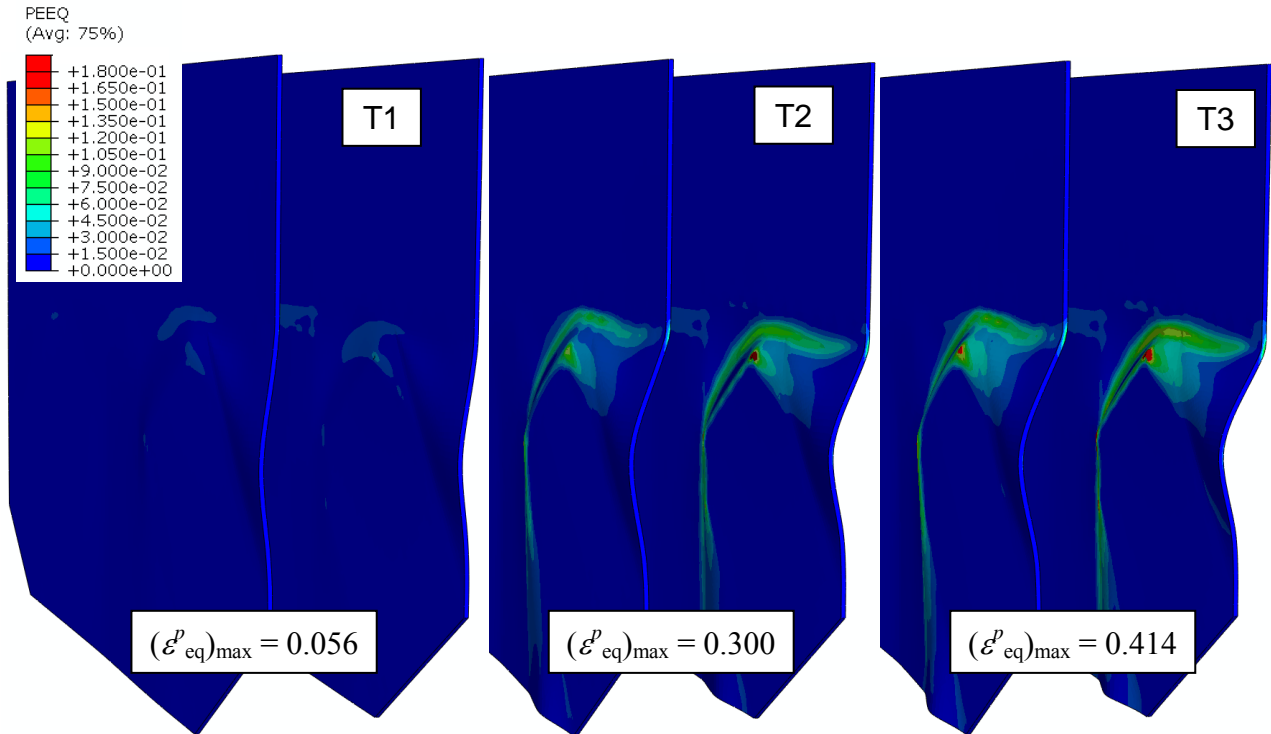 PEEQ
(Avg: 75%)
+1.800e-01
+1.650e-01
+1.500e-01
+1.350e-01
+1.200e-01
+1.050e-01
+9.000e-02
+7.500e-02
+6.000e-02
+4.500e-02
+3.000e-02
+1.500e-02
+0.000e+00
T1
T2
T3
(εᵖeq)max = 0.056
(εᵖeq)max = 0.300
(εᵖeq)max = 0.414